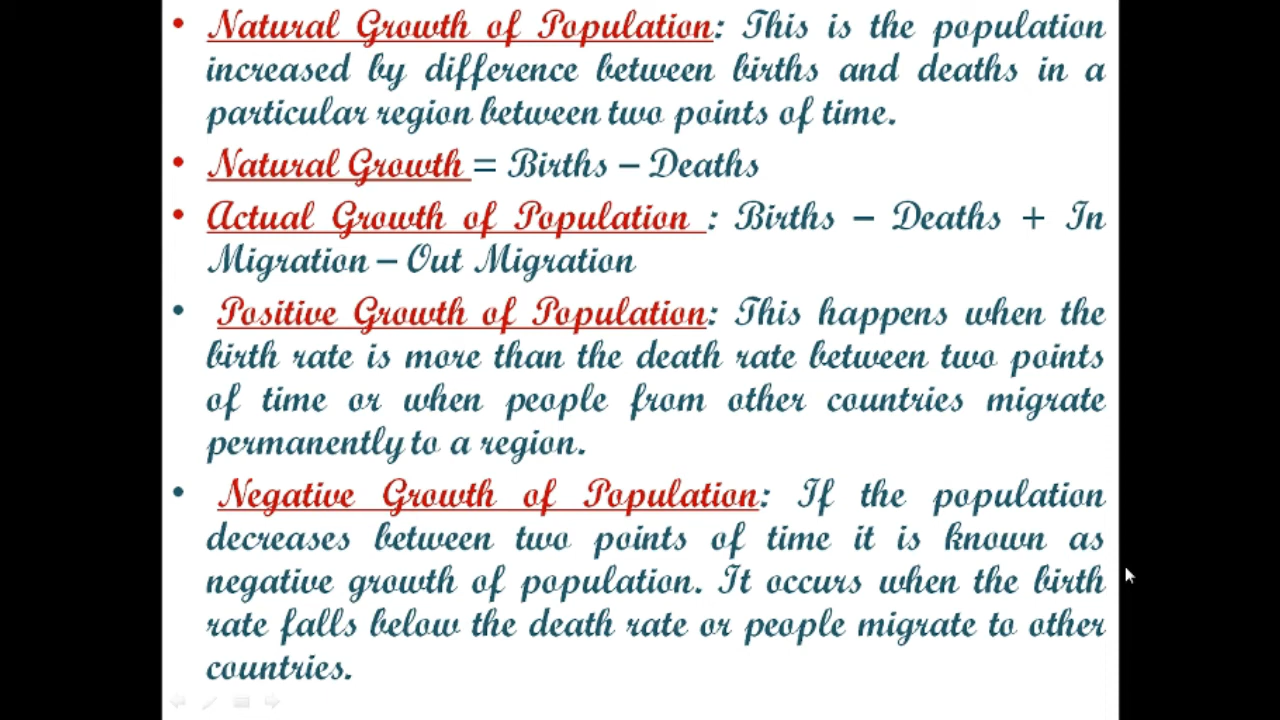 • Natural Growth of Population: This is the population
increased by difference between births and deaths in a
particular region between two points of time.
• Natural Growth = Births – Deaths
• Actual Growth of Population : Births – Deaths + In
Migration – Out Migration
• Positive Growth of Population: This happens when the
birth rate is more than the death rate between two points
of time or when people from other countries migrate
permanently to a region.
• Negative Growth of Population: If the population
decreases between two points of time it is known as
negative growth of population. It occurs when the birth
rate falls below the death rate or people migrate to other
countries.